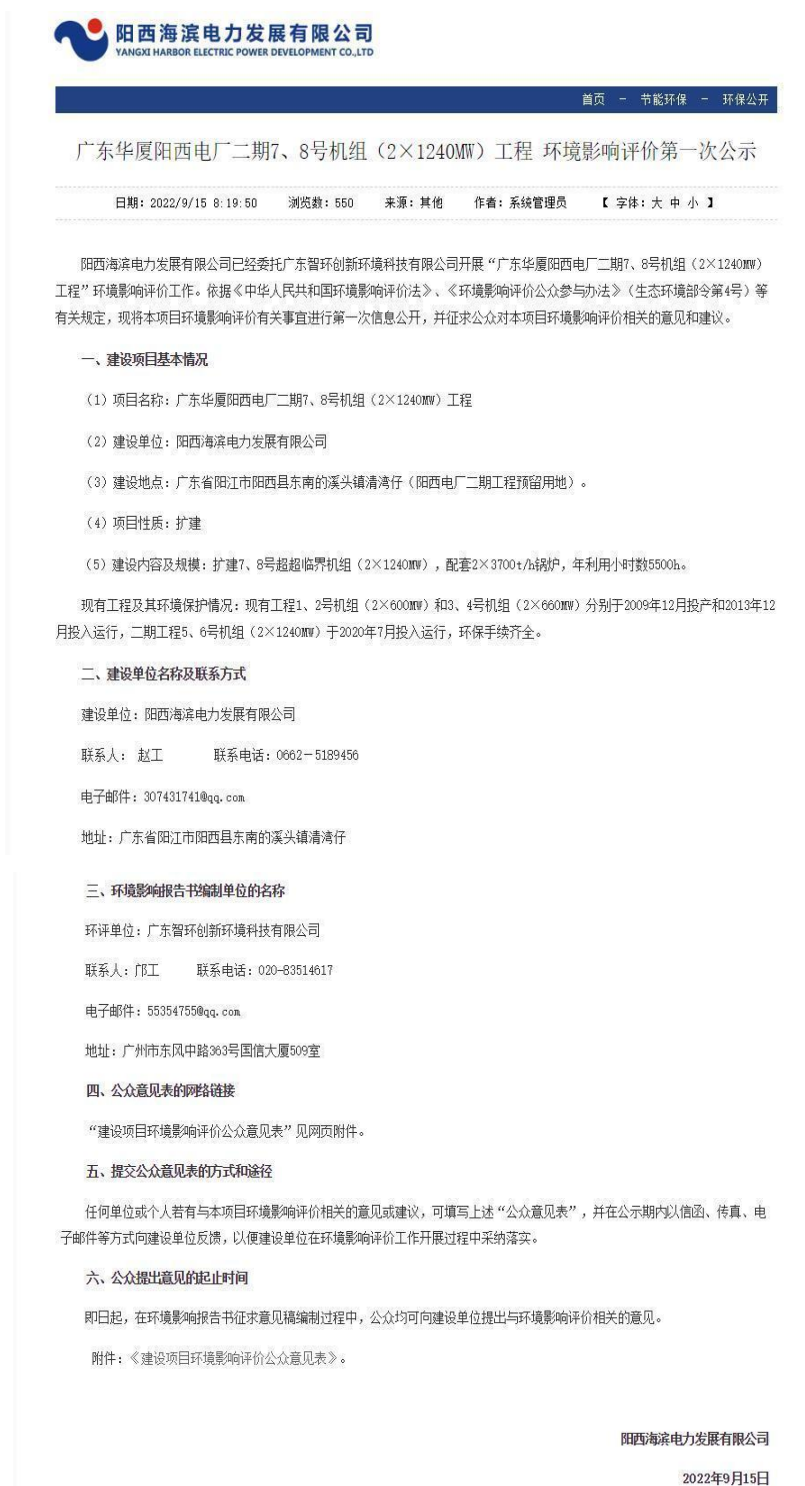 阳西海滨电力发展有限公司
YANGXI HARBOR ELECTRIC POWER DEVELOPMENT CO.,LTD
首页 － 节能环保 － 环保公开
广东华厦阳西电厂二期7、8号机组（2×1240MW）工程 环境影响评价第一次公示
日期：2022/9/15 8:19:50 浏览数：550 来源：其他 作者：系统管理员 【 字体：大 中 小 】
阳西海滨电力发展有限公司已经委托广东智环创新环境科技有限公司开展“广东华厦阳西电厂二期7、8号机组（2×1240MW）
工程”环境影响评价工作。依据《中华人民共和国环境影响评价法》、《环境影响评价公众参与办法》（生态环境部令第4号）等
有关规定，现将本项目环境影响评价有关事宜进行第一次信息公开，并征求公众对本项目环境影响评价相关的意见和建议。
一、建设项目基本情况
（1）项目名称：广东华厦阳西电厂二期7、8号机组（2×1240MW）工程
（2）建设单位：阳西海滨电力发展有限公司
（3）建设地点：广东省阳江市阳西县东南的溪头镇清湾仔（阳西电厂二期工程预留用地）。
（4）项目性质：扩建
（5）建设内容及规模：扩建7、8号超超临界机组（2×1240MW），配套2×3700t/h锅炉，年利用小时数5500h。
现有工程及其环境保护情况：现有工程1、2号机组（2×600MW）和3、4号机组（2×660MW）分别于2009年12月投产和2013年12
月投入运行，二期工程5、6号机组（2×1240MW）于2020年7月投入运行，环保手续齐全。
二、建设单位名称及联系方式
建设单位：阳西海滨电力发展有限公司
联系人： 赵工 联系电话：0662－5189456
电子邮件：307431741@qq.com
地址：广东省阳江市阳西县东南的溪头镇清湾仔
三、环境影响报告书编制单位的名称
环评单位：广东智环创新环境科技有限公司
联系人：邝工 联系电话：020-83514617
电子邮件：55354755@qq.com
地址：广州市东风中路363号国信大厦509室
四、公众意见表的网络链接
“建设项目环境影响评价公众意见表”见网页附件。
五、提交公众意见表的方式和途径
任何单位或个人若有与本项目环境影响评价相关的意见或建议，可填写上述“公众意见表”，并在公示期内以信函、传真、电
子邮件等方式向建设单位反馈，以便建设单位在环境影响评价工作开展过程中采纳落实。
六、公众提出意见的起止时间
即日起，在环境影响报告书征求意见稿编制过程中，公众均可向建设单位提出与环境影响评价相关的意见。
附件：《建设项目环境影响评价公众意见表》。
阳西海滨电力发展有限公司
2022年9月15日